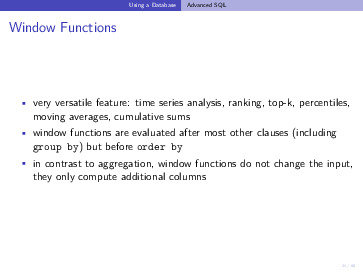 Using a Database Advanced SQL
Window Functions
very versatile feature: time series analysis, ranking, top-k, percentiles,
moving averages, cumulative sums
window functions are evaluated after most other clauses (including
group by) but before order by
in contrast to aggregation, window functions do not change the input,
they only compute additional columns